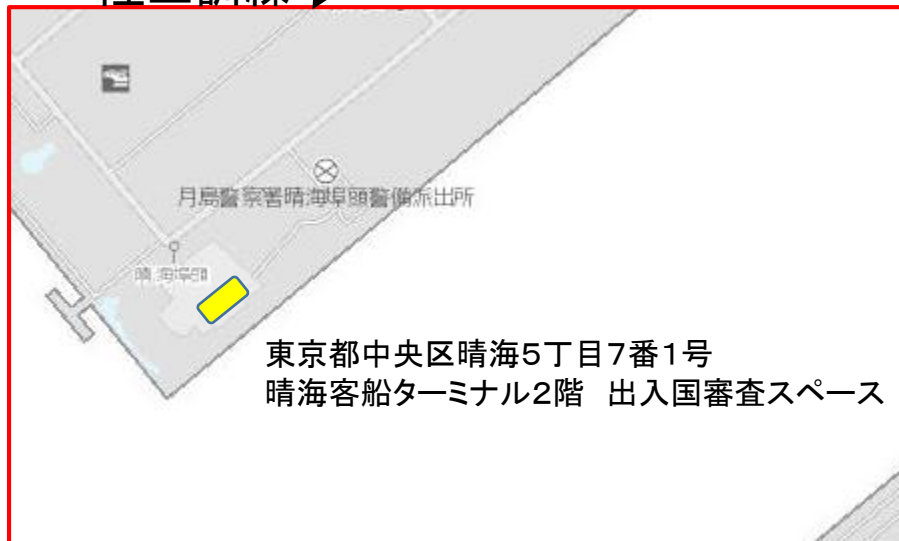 月島警察署晴海埠頭警備派出所
晴海埠頭
東京都中央区晴海5丁目7番1号
晴海客船ターミナル2階 出入国審査スペース